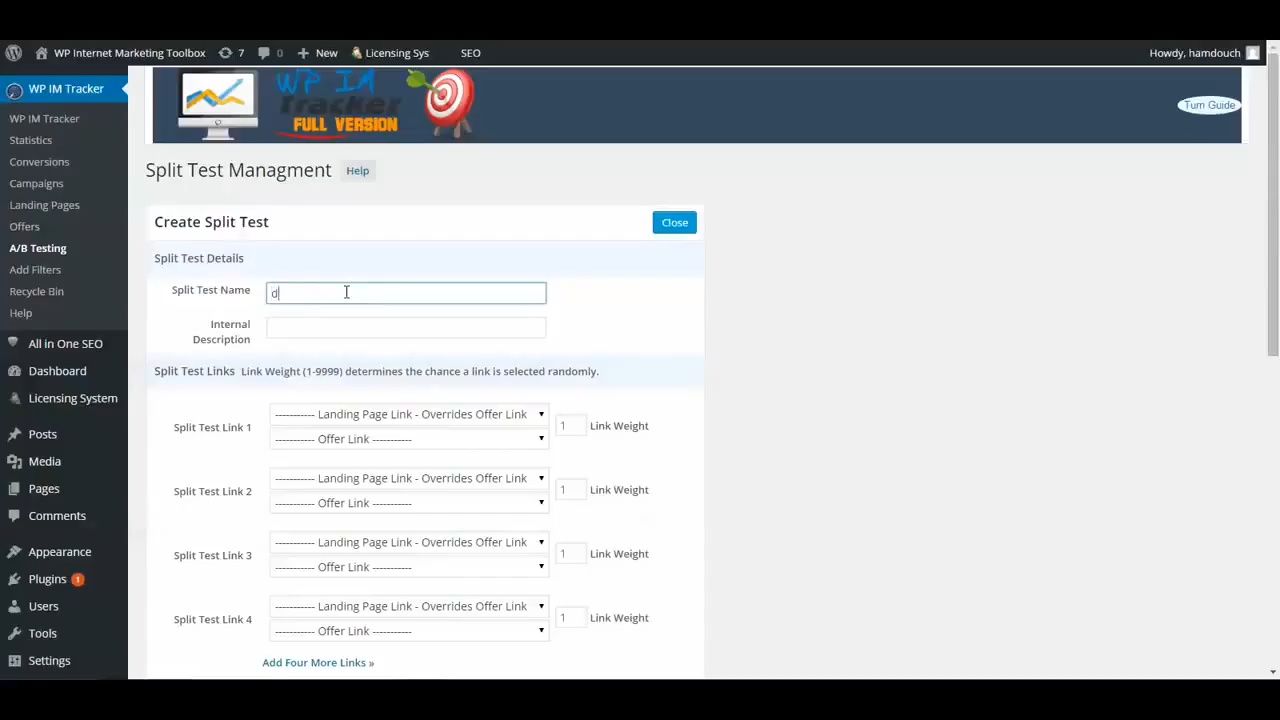 WP Internet Marketing Toolbox 7 0 New Licensing Sys SEO Howdy, hamdouch
WP IM Tracker
WP IM Tracker
Statistics
Conversions
Campaigns
Landing Pages
Offers
A/B Testing
Add Filters
Recycle Bin
Help
All in One SEO
Dashboard
Licensing System
Posts
Media
Pages
Comments
Appearance
Plugins 1
Users
Tools
Settings
WP IM
Tracker
FULL VERSION
Turn Guide
Split Test Managment Help
Create Split Test Close
Split Test Details
Split Test Name d
Internal
Description
Split Test Links Link Weight (1-9999) determines the chance a link is selected randomly.
Split Test Link 1
----------- Landing Page Link - Overrides Offer Link
----------- Offer Link -----------
1 Link Weight
Split Test Link 2
----------- Landing Page Link - Overrides Offer Link
----------- Offer Link -----------
1 Link Weight
Split Test Link 3
----------- Landing Page Link - Overrides Offer Link
----------- Offer Link -----------
1 Link Weight
Split Test Link 4
----------- Landing Page Link - Overrides Offer Link
----------- Offer Link -----------
1 Link Weight
Add Four More Links »